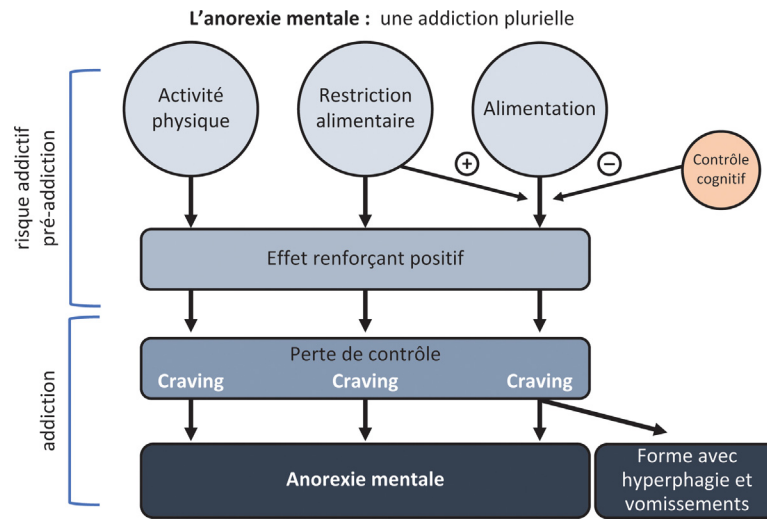 L'anorexie mentale : une addiction plurielle
Activité
physique
Restriction
alimentaire
Alimentation
Contrôle
cognitif
+
−
risque addictif
pré-addiction
Effet renforçant positif
addiction
Perte de contrôle
Craving
Craving
Craving
Anorexie mentale
Forme avec
hyperphagie et
vomissements